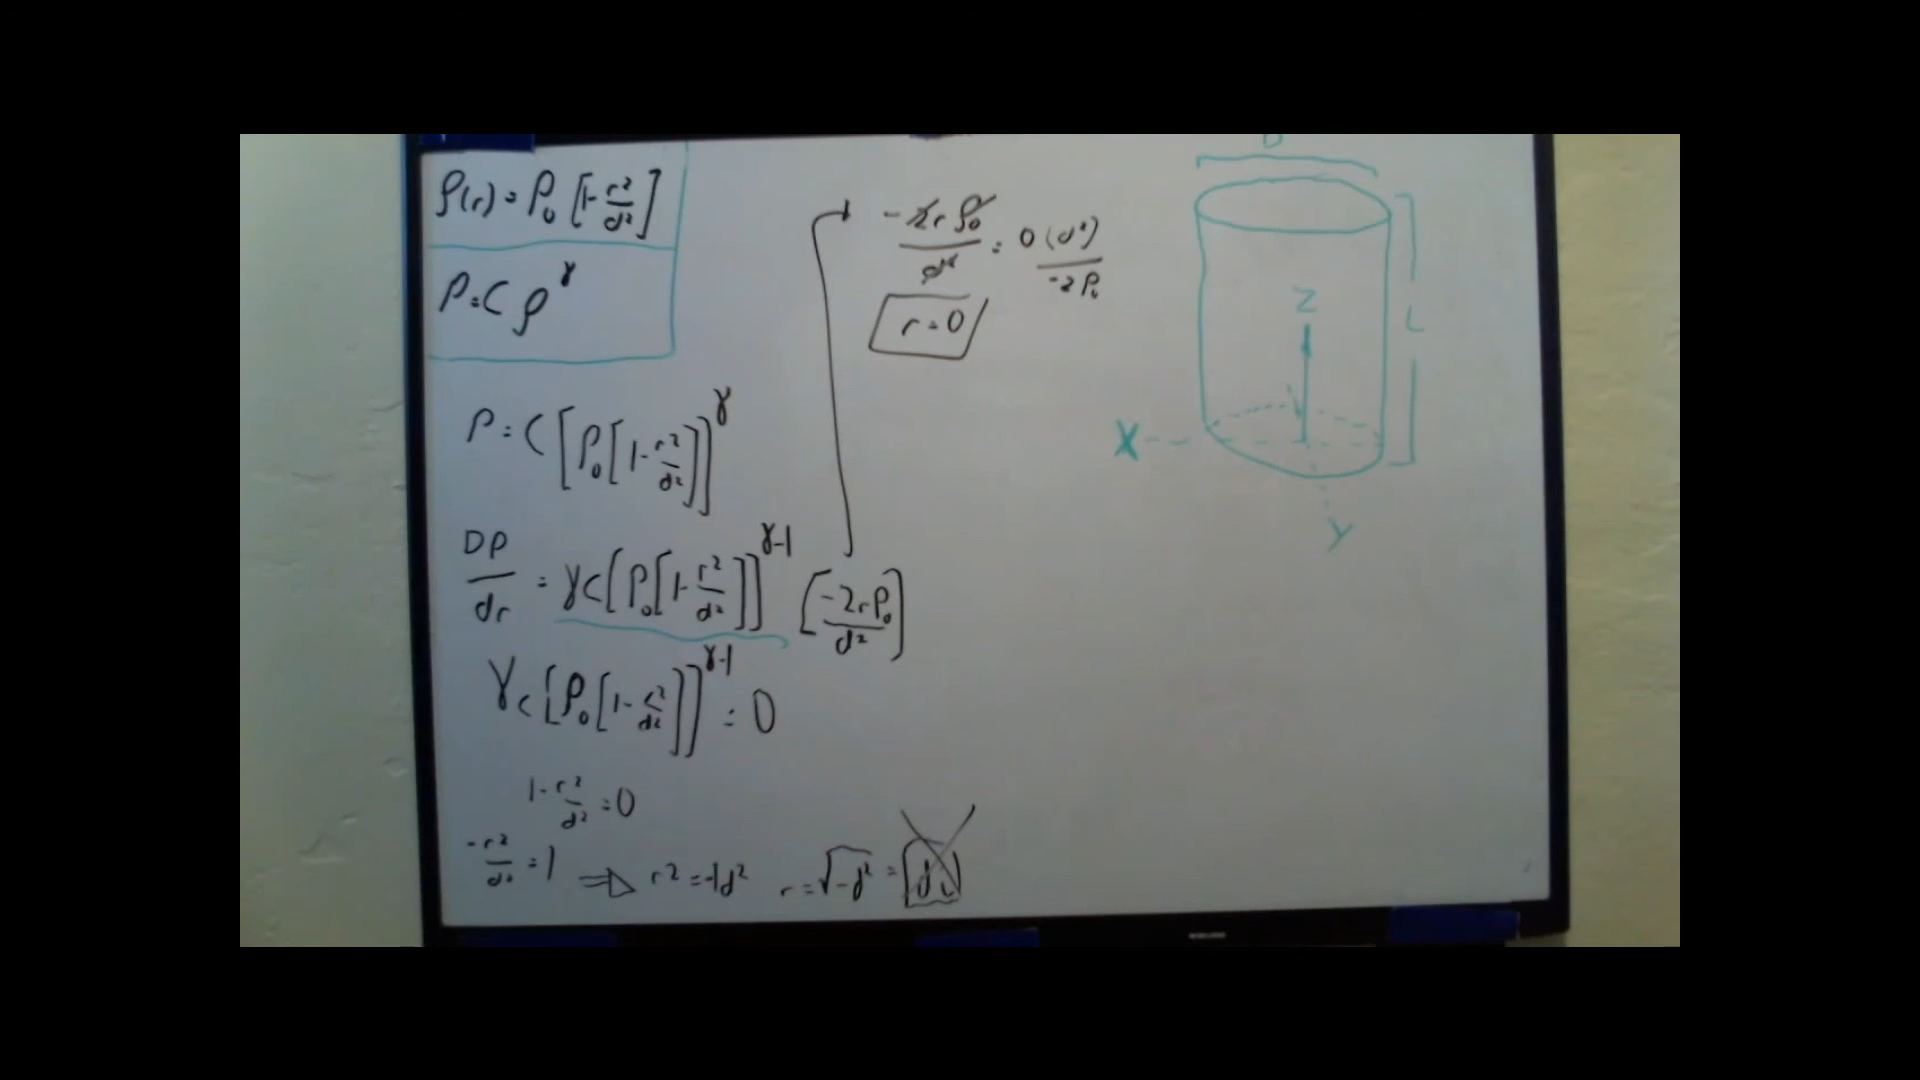 ρ(r) = ρ₀ [1 - r²/d²]
P = C ρ^γ
P = C [ρ₀[1 - r²/d²]]^γ
DP/dr = γC[ρ₀[1 - r²/d²]]^γ-1 [-2rρ₀/d²]
γC[ρ₀[1 - r²/d²]]^γ-1 = 0
1 - r²/d² = 0
-r²/d² = 1 ⇒ r2 = -1d² r = √-d² = di
-2rρ₀/d² = 0(d²)/-2ρ₀
r = 0
D
L
Z
X
Y